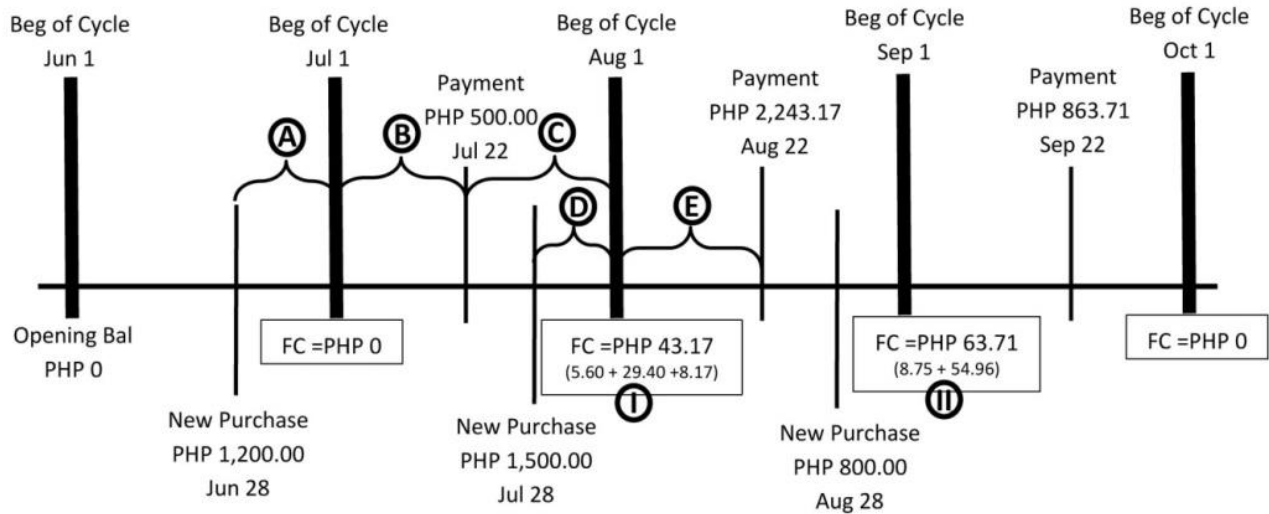 Beg of Cycle
Jun 1
Beg of Cycle
Jul 1
Beg of Cycle
Aug 1
Beg of Cycle
Sep 1
Beg of Cycle
Oct 1
Payment
PHP 500.00
Jul 22
Payment
PHP 2,243.17
Aug 22
Payment
PHP 863.71
Sep 22
A
B
C
D
E
Opening Bal
PHP 0
FC =PHP 0
FC =PHP 43.17
(5.60 + 29.40 +8.17)
I
FC =PHP 63.71
(8.75 + 54.96)
II
FC =PHP 0
New Purchase
PHP 1,200.00
Jun 28
New Purchase
PHP 1,500.00
Jul 28
New Purchase
PHP 800.00
Aug 28